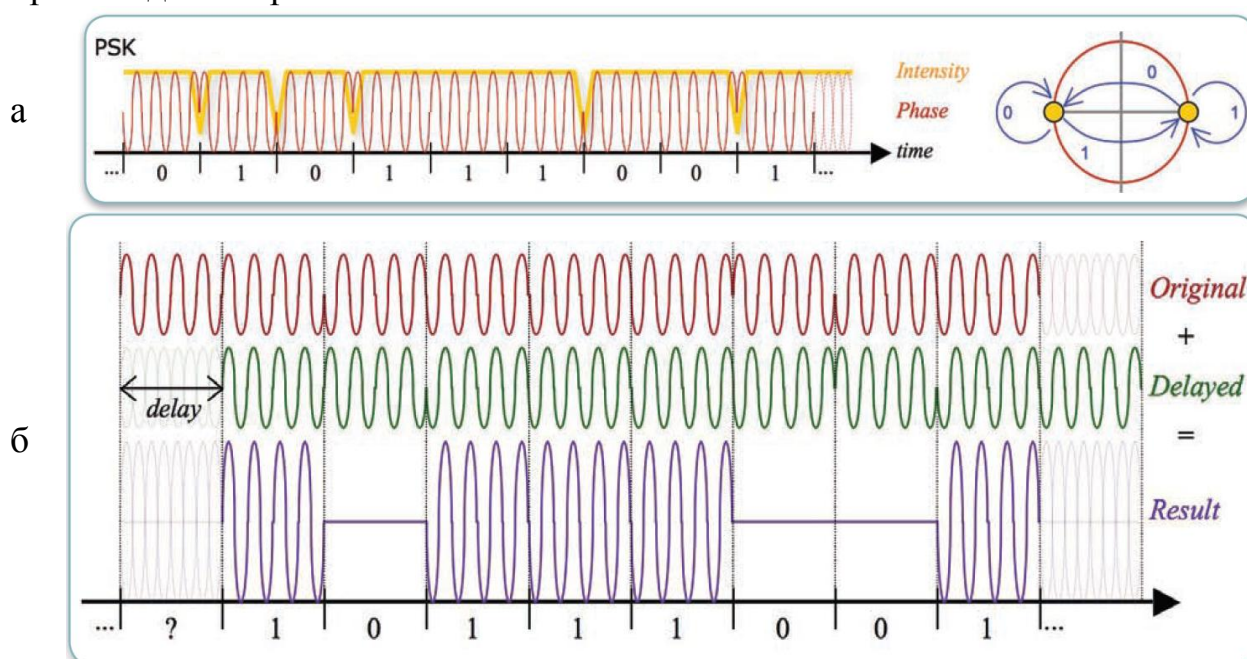 PSK
а
Intensity
Phase
time
... 0 1 0 1 1 1 0 0 1 ...
0
0
1
1
б
Original
+
Delayed
=
Result
delay
... ? 1 0 1 1 1 0 0 1 ...